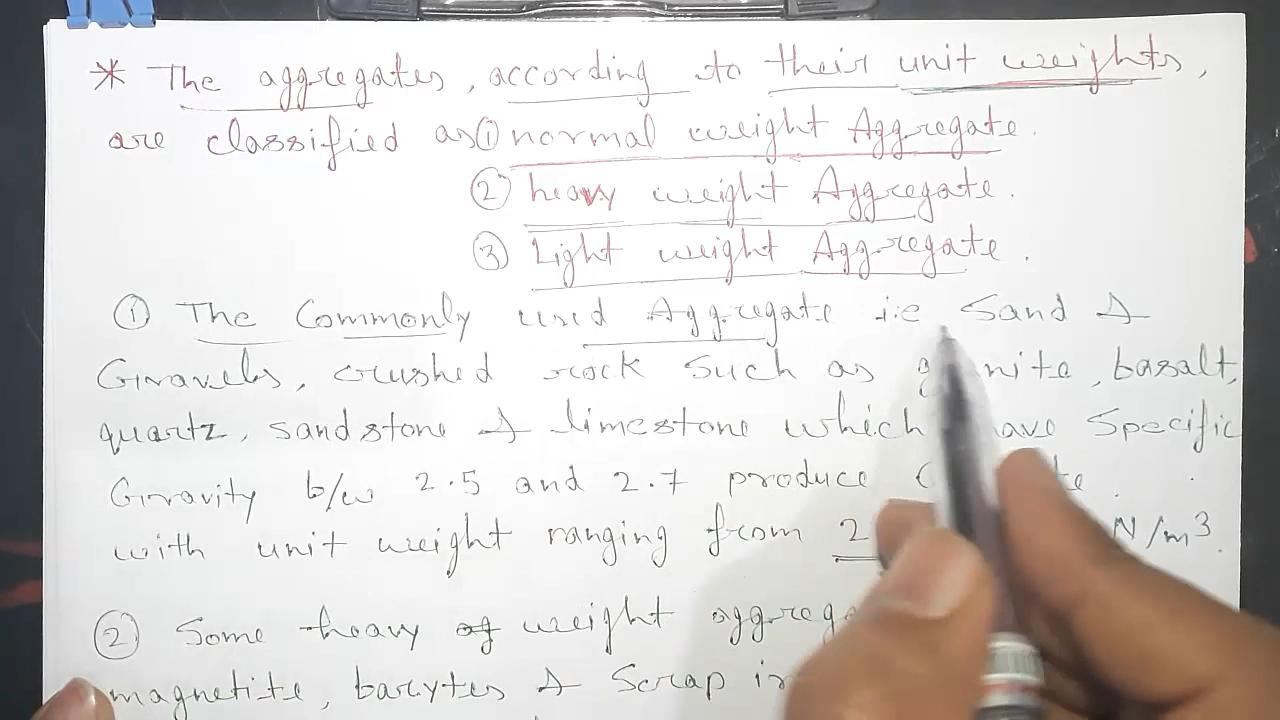 * The aggregates, according to their unit weights,
are classified as ① normal weight Aggregate.
② heavy weight Aggregate.
③ Light weight Aggregate.
① The Commonly used Aggregate i.e Sand &
Gravels, crushed rock such as granite, basalt,
quartz, sandstone & limestone which have Specific
Gravity b/w 2.5 and 2.7 produce
with unit weight ranging from 2 N/m³.
② Some heavy of weight
magnetite, barytes & Scrap